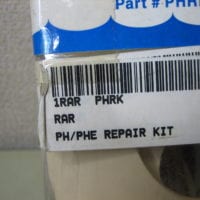 Part # PHR
1RAR PHRK
RAR
PH/PHE REPAIR KIT